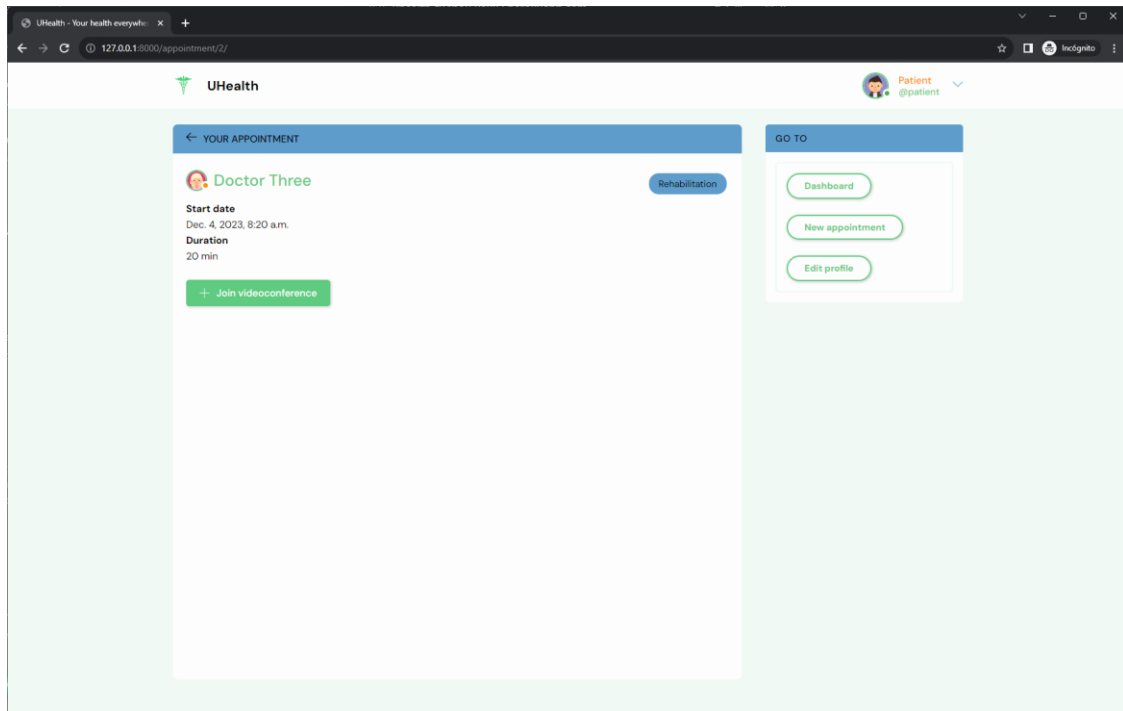 UHealth - Your health everywhe
127.0.0.1:8000/appointment/2/
Incógnito
UHealth
Patient
@patient
YOUR APPOINTMENT
Doctor Three
Rehabilitation
Start date
Dec. 4, 2023, 8:20 a.m.
Duration
20 min
Join videoconference
GO TO
Dashboard
New appointment
Edit profile